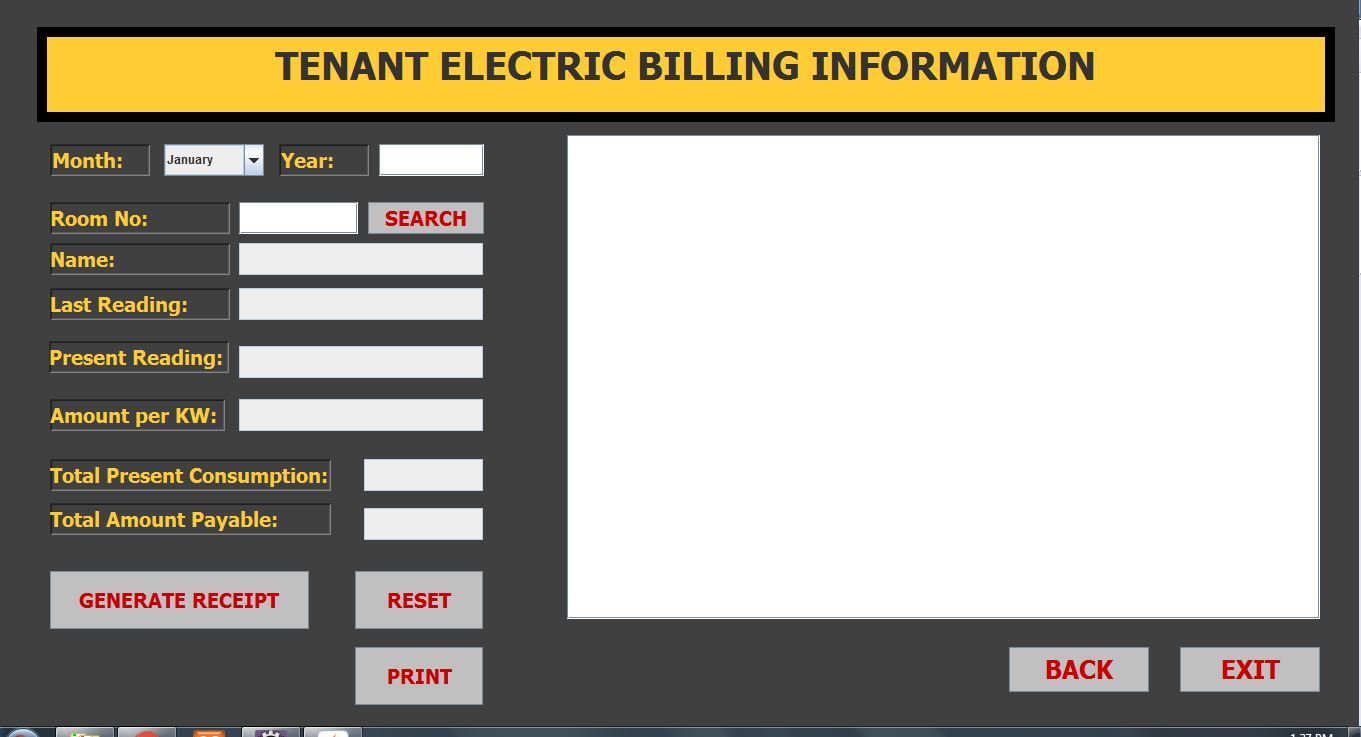 TENANT ELECTRIC BILLING INFORMATION
Month: January Year:
Room No: SEARCH
Name:
Last Reading:
Present Reading:
Amount per KW:
Total Present Consumption:
Total Amount Payable:
GENERATE RECEIPT RESET
PRINT
BACK EXIT